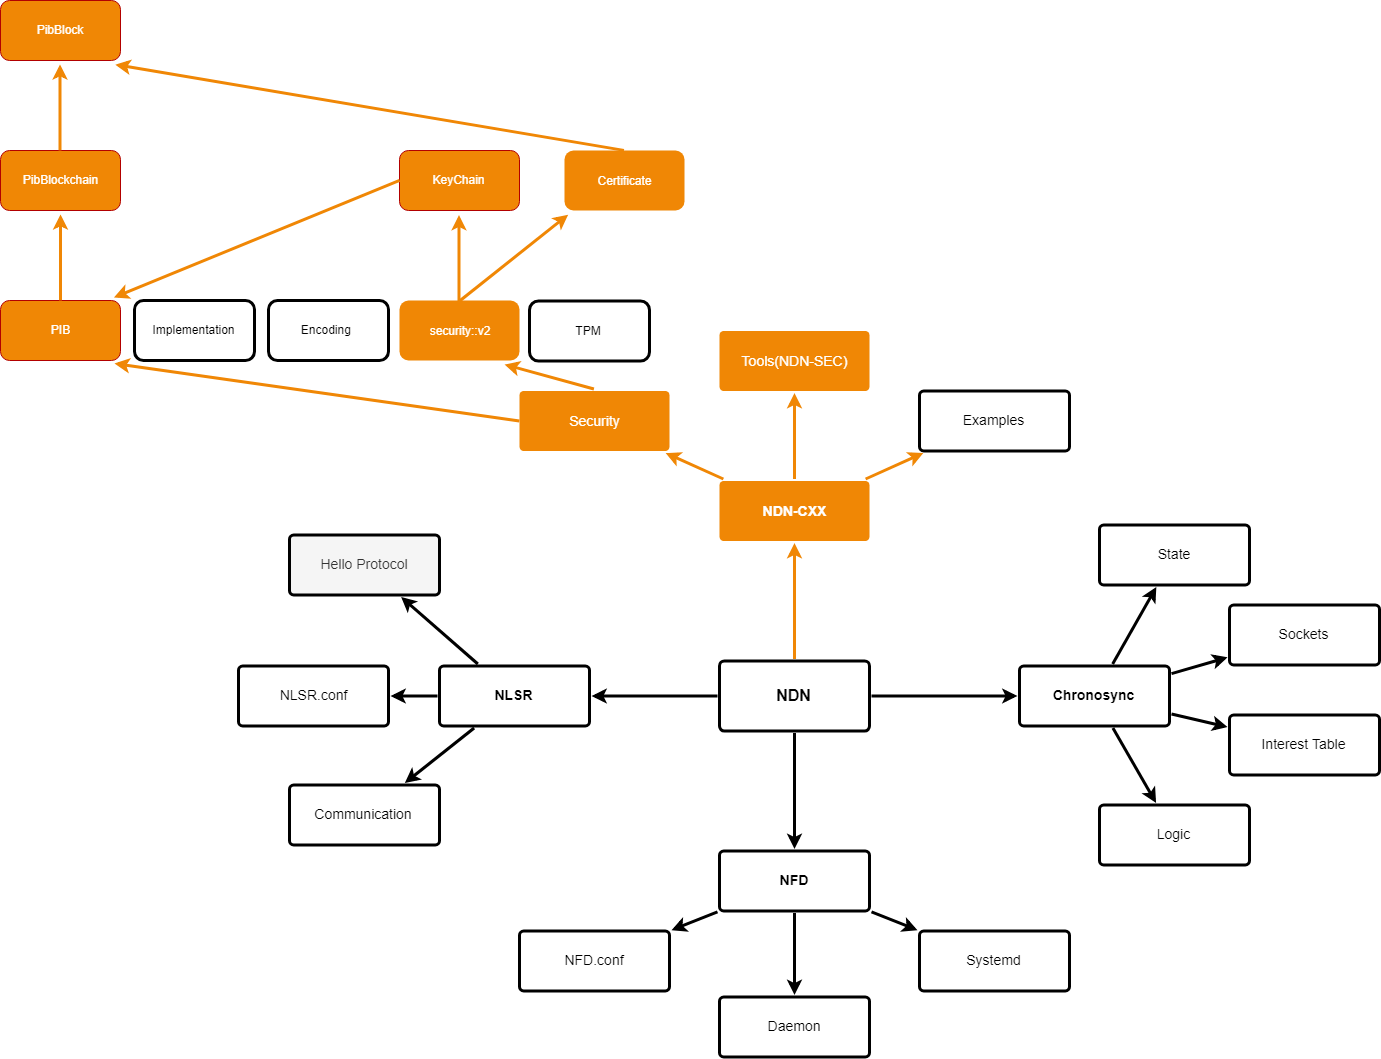 PibBlock
PibBlockchain
KeyChain
Certificate
PIB
Implementation
Encoding
security::v2
TPM
Tools(NDN-SEC)
Security
Examples
NDN-CXX
Hello Protocol
State
Sockets
NLSR.conf
NLSR
NDN
Chronosync
Interest Table
Communication
Logic
NFD
NFD.conf
Systemd
Daemon